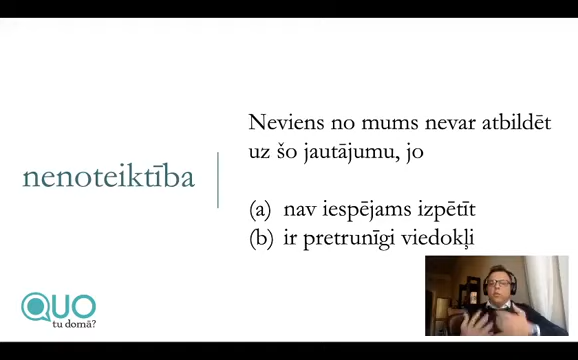 nenoteiktība
Neviens no mums nevar atbildēt
uz šo jautājumu, jo
(a) nav iespējams izpētīt
(b) ir pretrunīgi viedokļi
QUO
tu domā?